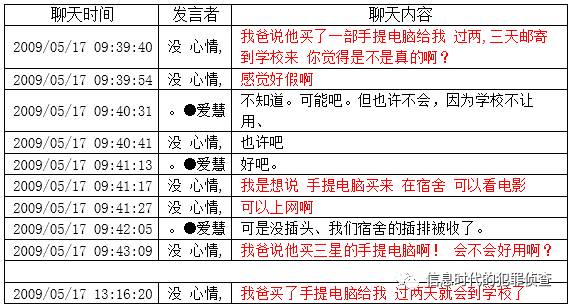 聊天时间 发言者 聊天内容
2009/05/17 09:39:40 没 心情, 我爸说他买了一部手提电脑给我 过两,三天邮寄
到学校来 你觉得是不是真的啊？
2009/05/17 09:39:54 没 心情, 感觉好假啊
2009/05/17 09:40:31 。●爱慧 不知道。可能吧。但也许不会，因为学校不让
用、
2009/05/17 09:40:41 没 心情, 也许吧
2009/05/17 09:41:13 。●爱慧 好吧。
2009/05/17 09:41:17 没 心情, 我是想说 手提电脑买来 在宿舍 可以看电影
2009/05/17 09:41:27 没 心情, 可以上网啊
2009/05/17 09:42:05 。●爱慧 可是没插头、我们宿舍的插排被收了。
2009/05/17 09:43:09 没 心情, 我爸说他买三星的手提电脑啊！ 会不会好用啊？
2009/05/17 13:16:20 没 心情, 我爸买了手提电脑给我 过两天就会到学校了
信息时代的犯罪侦查